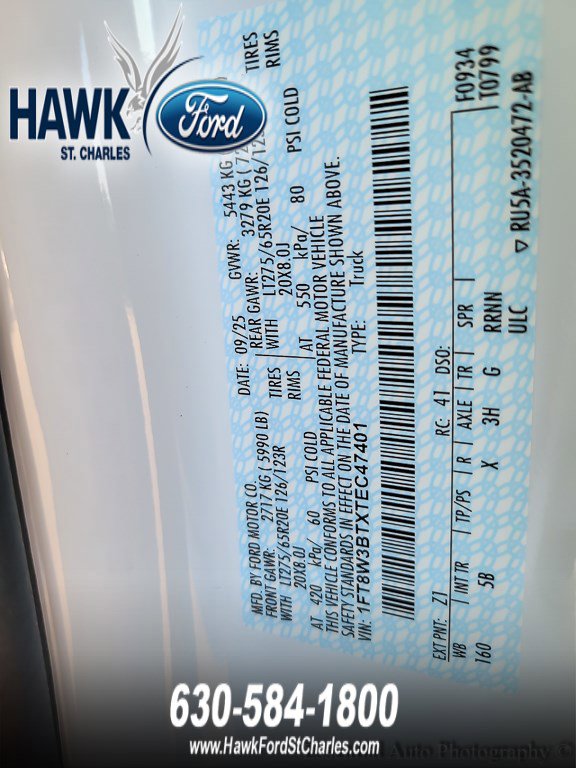 HAWK
Ford
ST. CHARLES
MFD. BY FORD MOTOR CO.
DATE: 09/25
GVWR: 5443 KG
FRONT GAWR: 2717 KG ( 5990 LB)
REAR GAWR: 3279 KG
WITH LT275/65R20E 126/123R TIRES
WITH LT275/65R20E TIRES
20X8.0J RIMS
20X8.0J RIMS
AT 420 kPa/ 60 PSI COLD
AT 550 kPa/ 80 PSI COLD
THIS VEHICLE CONFORMS TO ALL APPLICABLE FEDERAL MOTOR VEHICLE
SAFETY STANDARDS IN EFFECT ON THE DATE OF MANUFACTURE SHOWN ABOVE.
VIN: 1FT8W3BTXTEC47401
TYPE: Truck
F0934
T0799
EXT PNT: Z1 RC: 41 DSO:
WB INT TR TP/PS R AXLE TR SPR
160 5B X 3H G RRNN
ULC
▽ RU5A-3520472-AB
630-584-1800
www.HawkFordStCharles.com
Auto Photography ©